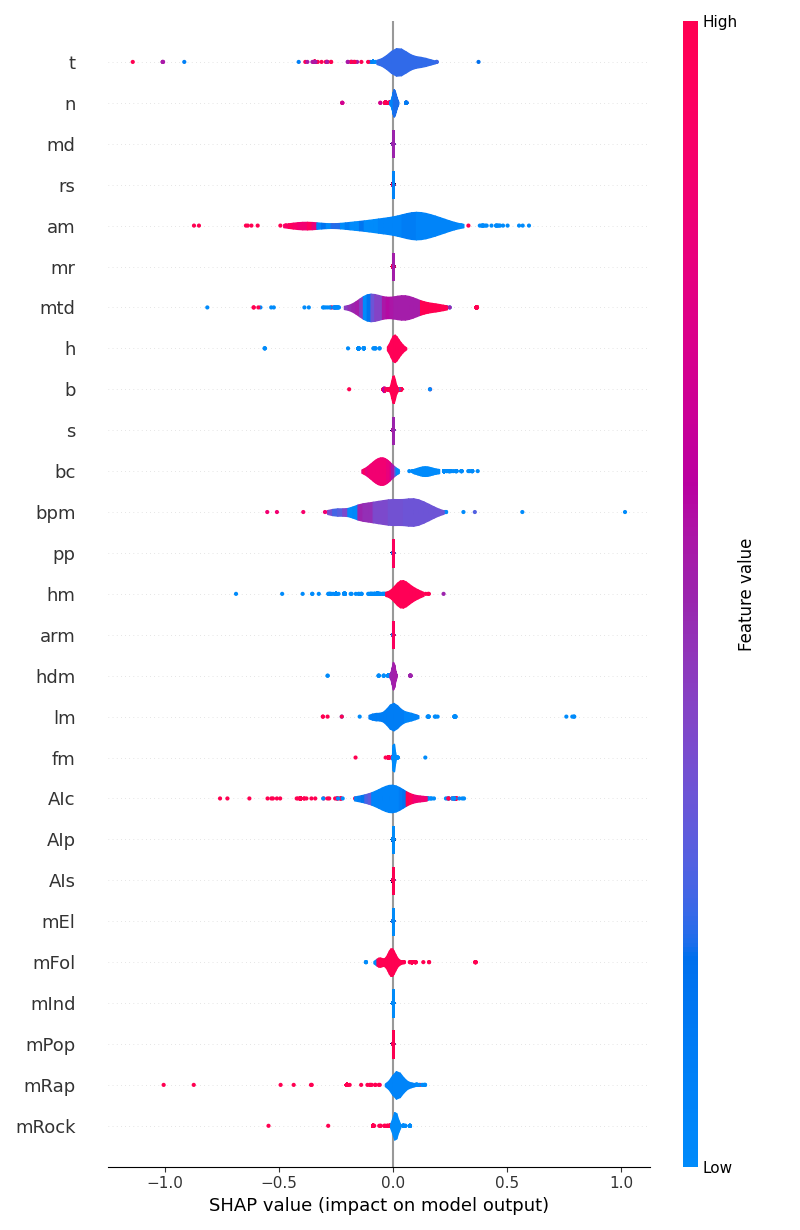 High
t
n
md
rs
am
mr
mtd
h
b
s
bc
bpm
pp
hm
arm
hdm
lm
fm
AIc
AIp
AIs
mEl
mFol
mInd
mPop
mRap
mRock
Feature value
Low
−1.0 −0.5 0.0 0.5 1.0
SHAP value (impact on model output)